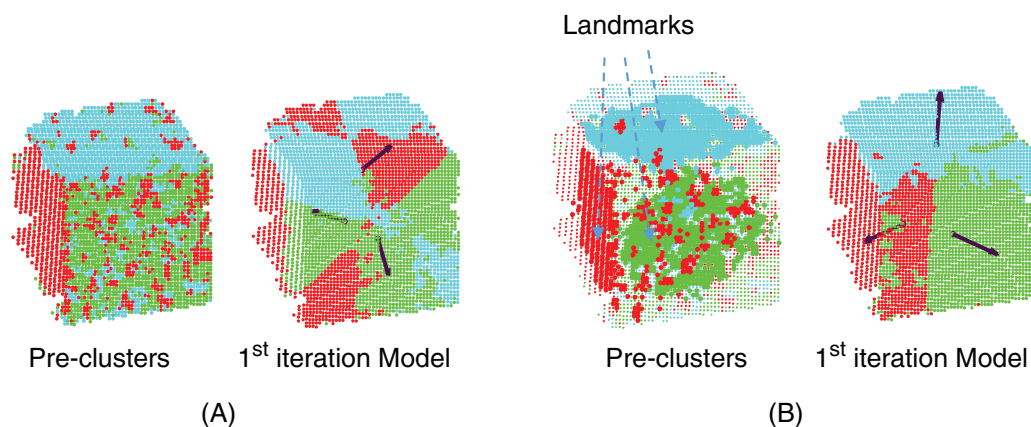 Landmarks
Pre-clusters
1st iteration Model
Pre-clusters
1st iteration Model
(A)
(B)